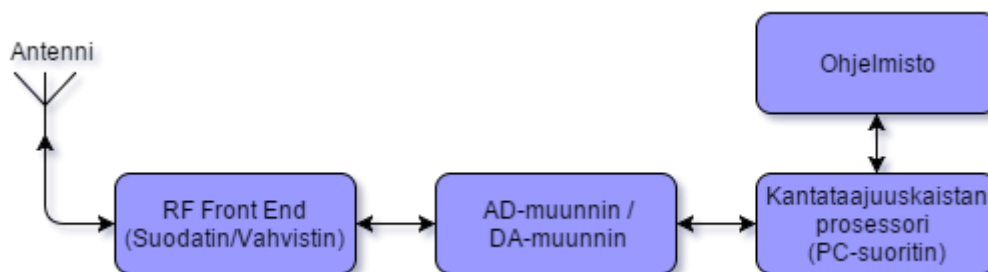 Antenni
Ohjelmisto
RF Front End
(Suodatin/Vahvistin)
AD-muunnin /
DA-muunnin
Kantataajuuskaistan
prosessori
(PC-suoritin)